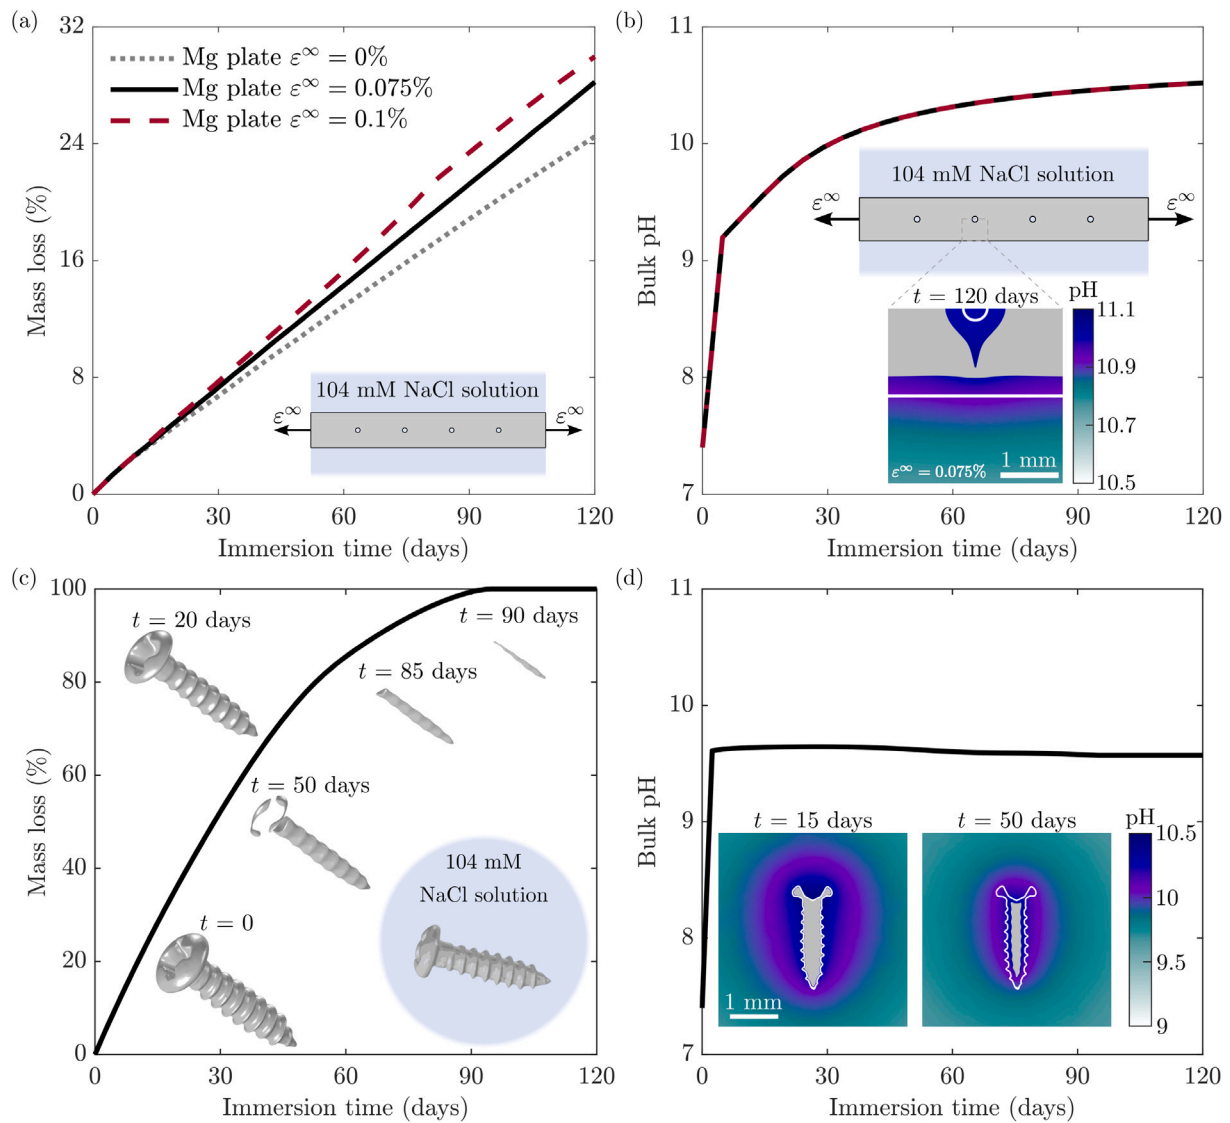 (a)
32
24
16
8
0
Mass loss (%)
Mg plate ε∞ = 0%
Mg plate ε∞ = 0.075%
Mg plate ε∞ = 0.1%
104 mM NaCl solution
ε∞
ε∞
0
30
60
90
120
Immersion time (days)
(b)
11
10
9
8
7
Bulk pH
104 mM NaCl solution
ε∞
ε∞
t = 120 days
pH
11.1
10.9
10.7
10.5
ε∞ = 0.075%
1 mm
0
30
60
90
120
Immersion time (days)
(c)
100
80
60
40
20
0
Mass loss (%)
t = 20 days
t = 90 days
t = 85 days
t = 50 days
t = 0
104 mM
NaCl solution
0
30
60
90
120
Immersion time (days)
(d)
11
10
9
8
7
Bulk pH
t = 15 days
t = 50 days
pH
10.5
10
9.5
9
1 mm
0
30
60
90
120
Immersion time (days)